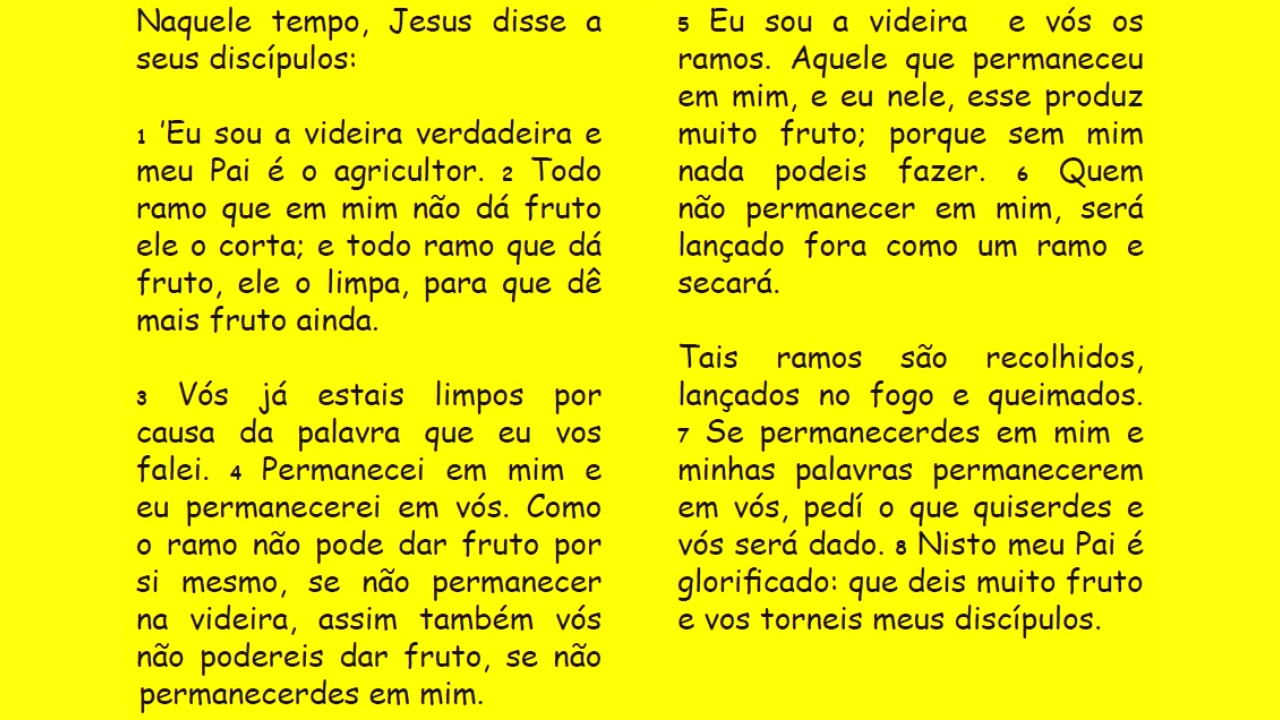 Naquele tempo, Jesus disse a
seus discípulos:
1 'Eu sou a videira verdadeira e
meu Pai é o agricultor. 2 Todo
ramo que em mim não dá fruto
ele o corta; e todo ramo que dá
fruto, ele o limpa, para que dê
mais fruto ainda.
3 Vós já estais limpos por
causa da palavra que eu vos
falei. 4 Permanecei em mim e
eu permanecerei em vós. Como
o ramo não pode dar fruto por
si mesmo, se não permanecer
na videira, assim também vós
não podereis dar fruto, se não
permanecerdes em mim.
5 Eu sou a videira e vós os
ramos. Aquele que permaneceu
em mim, e eu nele, esse produz
muito fruto; porque sem mim
nada podeis fazer. 6 Quem
não permanecer em mim, será
lançado fora como um ramo e
secará.
Tais ramos são recolhidos,
lançados no fogo e queimados.
7 Se permanecerdes em mim e
minhas palavras permanecerem
em vós, pedí o que quiserdes e
vós será dado. 8 Nisto meu Pai é
glorificado: que deis muito fruto
e vos torneis meus discípulos.